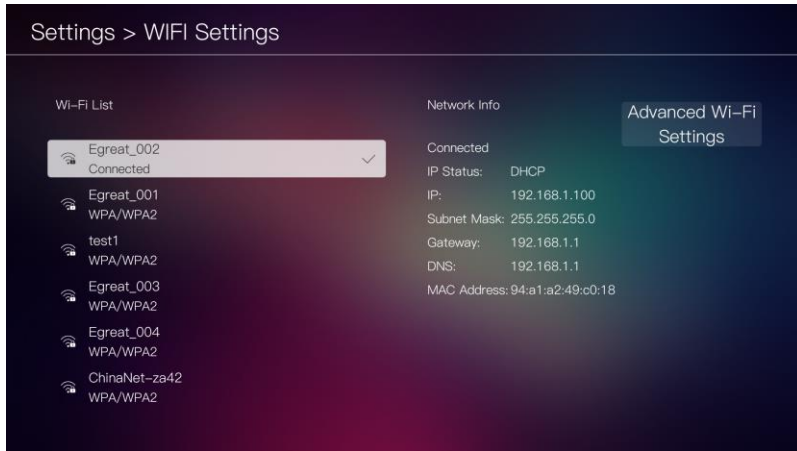 Settings > WIFI Settings
Wi-Fi List
Egreat_002
Connected
Egreat_001
WPA/WPA2
test1
WPA/WPA2
Egreat_003
WPA/WPA2
Egreat_004
WPA/WPA2
ChinaNet-za42
WPA/WPA2
Network Info
Connected
IP Status: DHCP
IP: 192.168.1.100
Subnet Mask: 255.255.255.0
Gateway: 192.168.1.1
DNS: 192.168.1.1
MAC Address: 94:a1:a2:49:c0:18
Advanced Wi-Fi
Settings